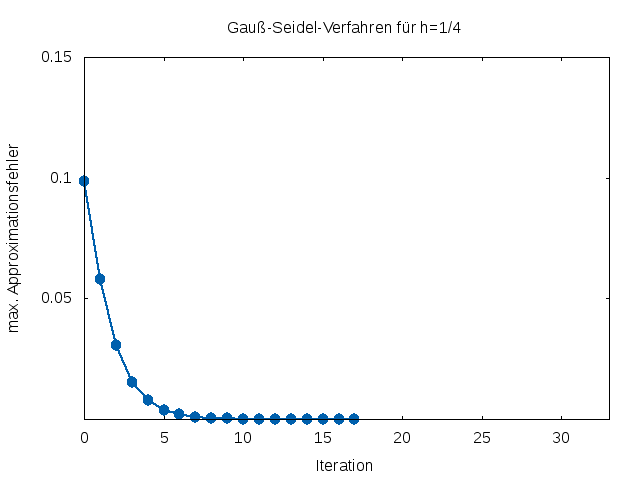 Gauß-Seidel-Verfahren für h=1/4
0.15
0.1
0.05
max. Approximationsfehler
0 5 10 15 20 25 30
Iteration